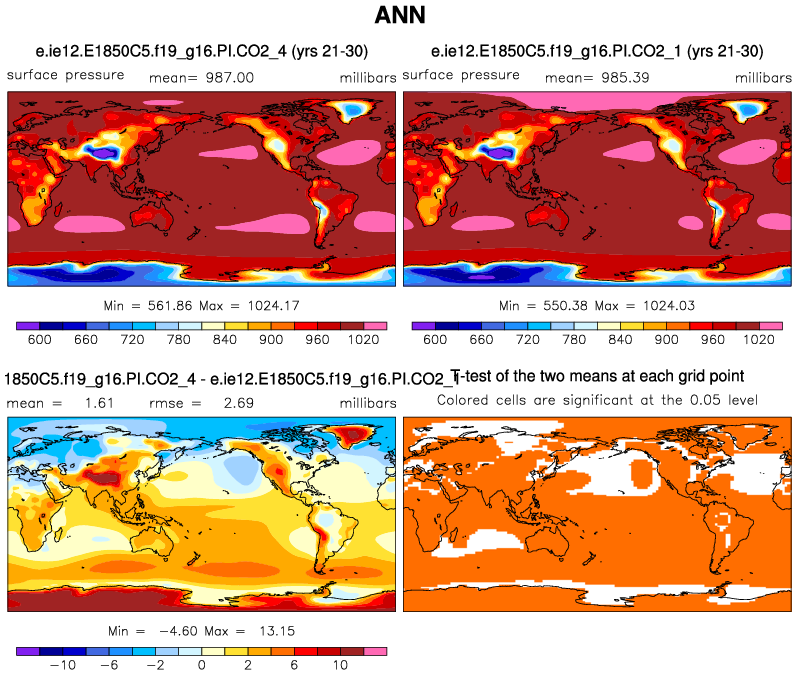 ANN
e.ie12.E1850C5.f19_g16.PI.CO2_4 (yrs 21-30)
surface pressure mean= 987.00 millibars
Min = 561.86 Max = 1024.17
600 660 720 780 840 900 960 1020
e.ie12.E1850C5.f19_g16.PI.CO2_1 (yrs 21-30)
surface pressure mean= 985.39 millibars
Min = 550.38 Max = 1024.03
600 660 720 780 840 900 960 1020
1850C5.f19_g16.PI.CO2_4 - e.ie12.E1850C5.f19_g16.PI.CO2_1
mean = 1.61 rmse = 2.69 millibars
Min = -4.60 Max = 13.15
-10 -6 -2 0 2 6 10
T-test of the two means at each grid point
Colored cells are significant at the 0.05 level